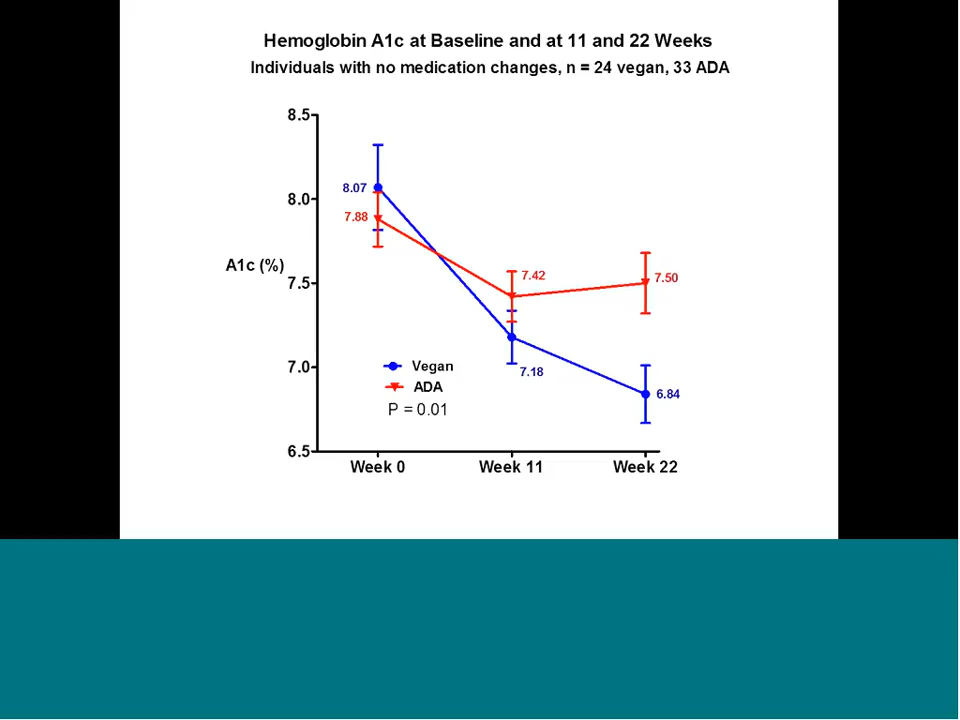 Hemoglobin A1c at Baseline and at 11 and 22 Weeks
Individuals with no medication changes, n = 24 vegan, 33 ADA
8.5
8.0
7.5
7.0
6.5
A1c (%)
8.07
7.88
7.42
7.18
7.50
6.84
Vegan
ADA
P = 0.01
Week 0
Week 11
Week 22